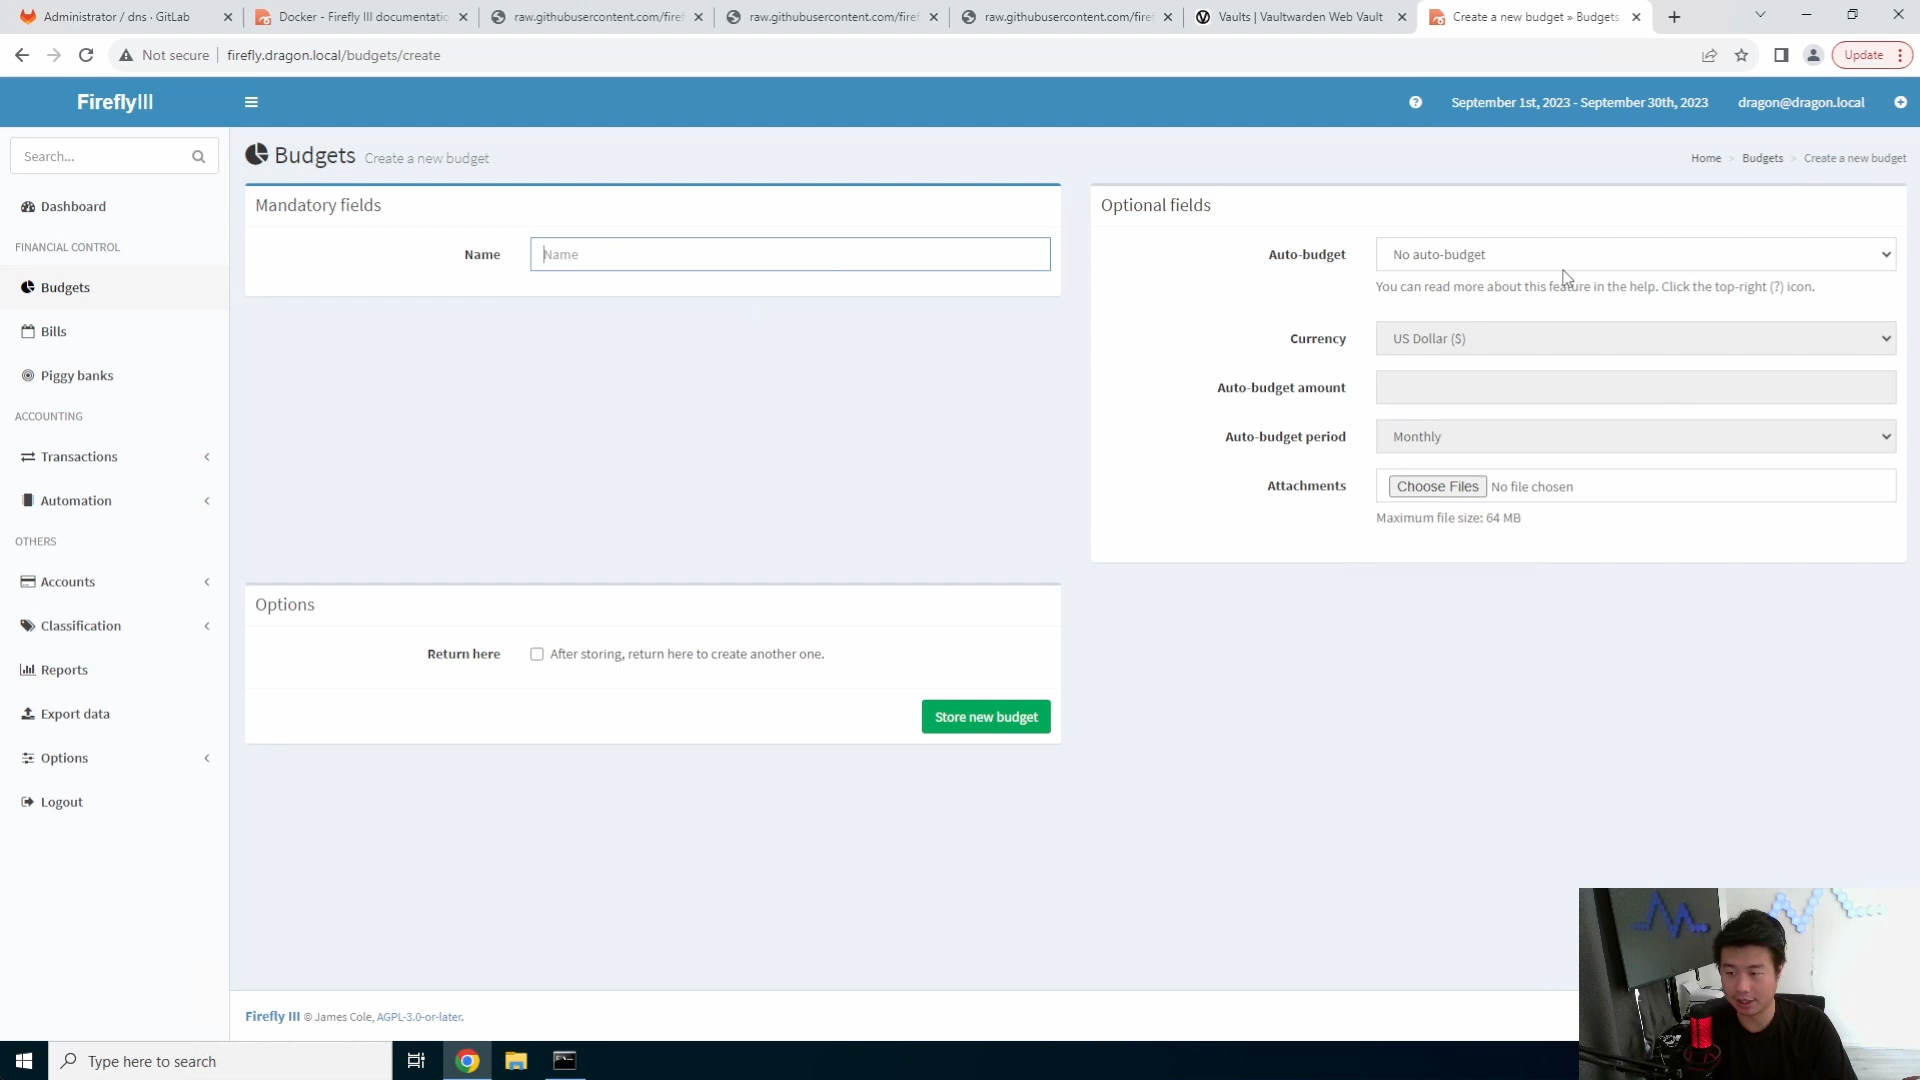 Administrator / dns · GitLab
Docker - Firefly III documentatio
raw.githubusercontent.com/firef
raw.githubusercontent.com/firef
raw.githubusercontent.com/firef
Vaults | Vaultwarden Web Vault
Create a new budget » Budgets
Not secure
firefly.dragon.local/budgets/create
Update
FireflyIII
September 1st, 2023 - September 30th, 2023
dragon@dragon.local
Search...
Budgets Create a new budget
Home > Budgets > Create a new budget
Dashboard
FINANCIAL CONTROL
Budgets
Bills
Piggy banks
ACCOUNTING
Transactions
Automation
OTHERS
Accounts
Classification
Reports
Export data
Options
Logout
Mandatory fields
Name
Name
Optional fields
Auto-budget
No auto-budget
You can read more about this feature in the help. Click the top-right (?) icon.
Currency
US Dollar ($)
Auto-budget amount
Auto-budget period
Monthly
Attachments
Choose Files No file chosen
Maximum file size: 64 MB
Options
Return here
After storing, return here to create another one.
Store new budget
Firefly III © James Cole, AGPL-3.0-or-later.
Type here to search